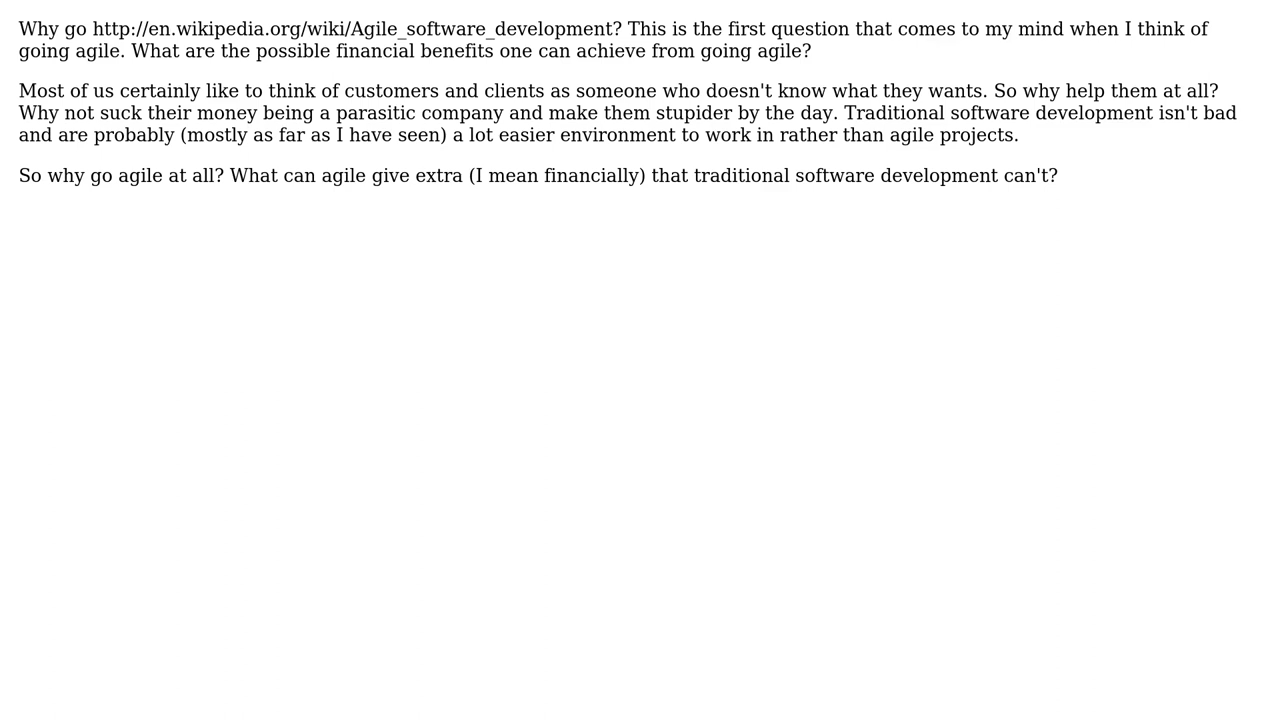 Why go http://en.wikipedia.org/wiki/Agile_software_development? This is the first question that comes to my mind when I think of
going agile. What are the possible financial benefits one can achieve from going agile?
Most of us certainly like to think of customers and clients as someone who doesn't know what they wants. So why help them at all?
Why not suck their money being a parasitic company and make them stupider by the day. Traditional software development isn't bad
and are probably (mostly as far as I have seen) a lot easier environment to work in rather than agile projects.
So why go agile at all? What can agile give extra (I mean financially) that traditional software development can't?